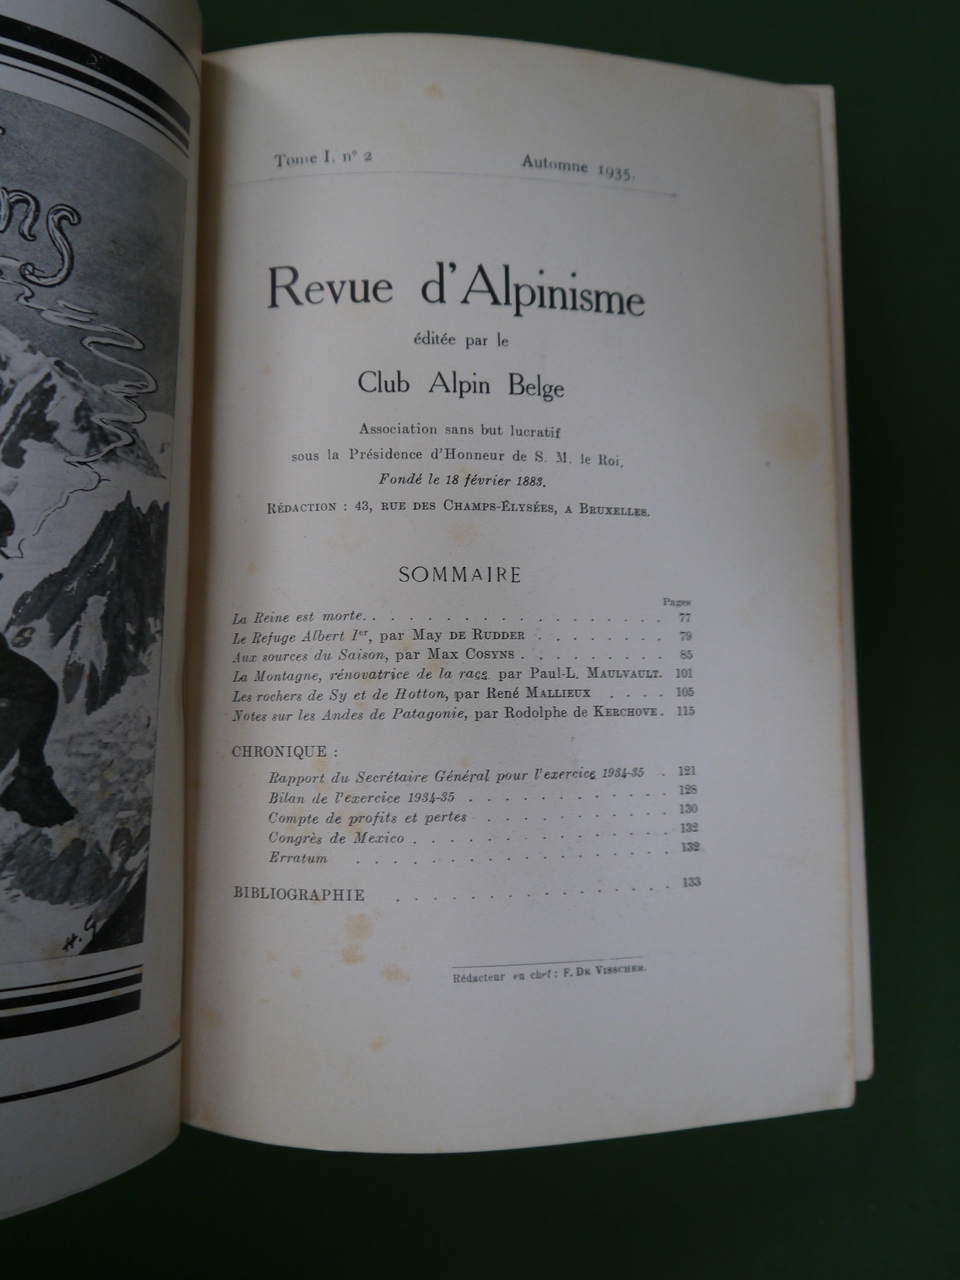 ns
H. G
Tome I, n° 2 Automne 1935.
Revue d'Alpinisme
éditée par le
Club Alpin Belge
Association sans but lucratif
sous la Présidence d'Honneur de S. M. le Roi.
Fondé le 18 février 1883.
RÉDACTION : 43, RUE DES CHAMPS-ÉLYSÉES, A BRUXELLES.
SOMMAIRE
Pages
La Reine est morte. . . . . . . . . . . . . . . . . . 77
Le Refuge Albert Ier, par May DE RUDDER . . . . . . . . 79
Aux sources du Saison, par Max COSYNS . . . . . . . . . 85
La Montagne, rénovatrice de la race, par Paul-L. MAULVAULT. 101
Les rochers de Sy et de Hotton, par René MALLIEUX . . . . 105
Notes sur les Andes de Patagonie, par Rodolphe de KERCHOVE . 115
CHRONIQUE :
Rapport du Secrétaire Général pour l'exercice 1934-35 . 121
Bilan de l'exercice 1934-35 . . . . . . . . . . . . 128
Compte de profits et pertes . . . . . . . . . . . 130
Congrès de Mexico . . . . . . . . . . . . . . . 132
Erratum . . . . . . . . . . . . . . . . . . 132
BIBLIOGRAPHIE . . . . . . . . . . . . . . . 133
Rédacteur en chef : F. DE VISSCHER.